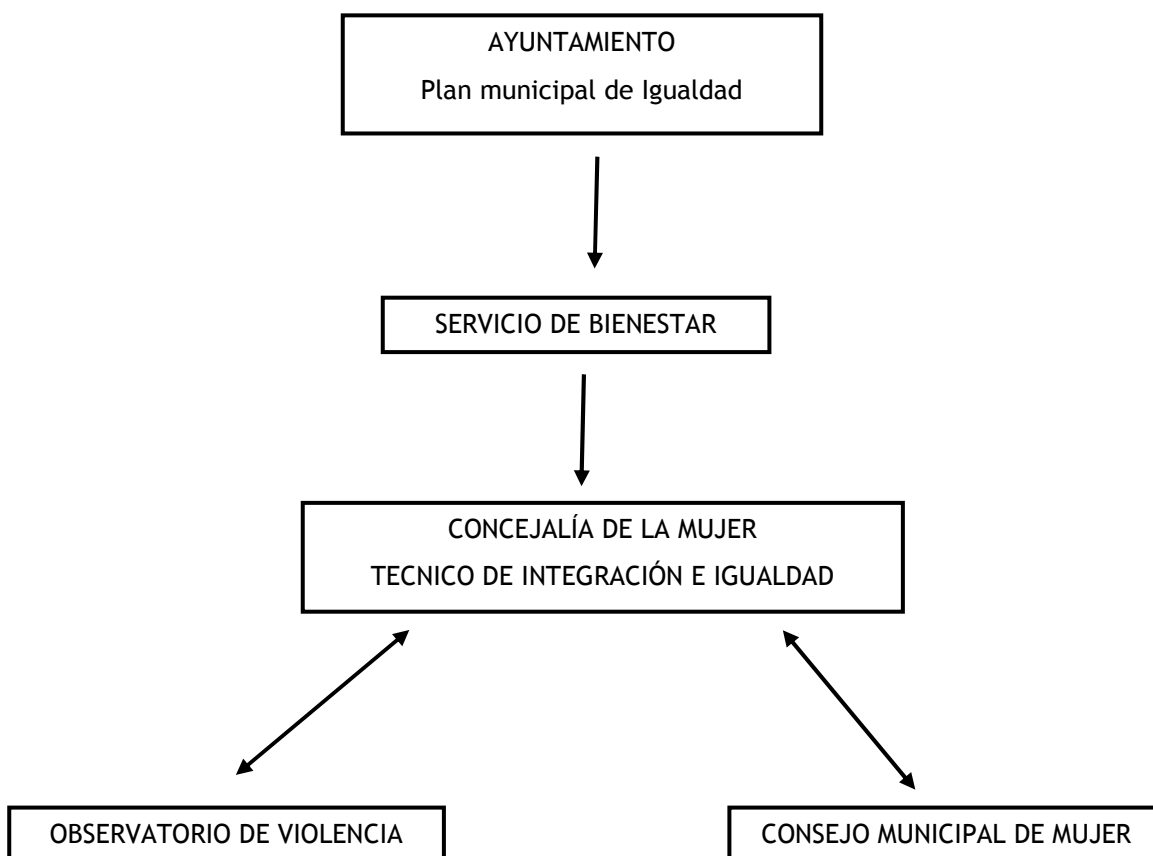 AYUNTAMIENTO
Plan municipal de Igualdad
SERVICIO DE BIENESTAR
CONCEJALÍA DE LA MUJER
TECNICO DE INTEGRACIÓN E IGUALDAD
OBSERVATORIO DE VIOLENCIA
CONSEJO MUNICIPAL DE MUJER